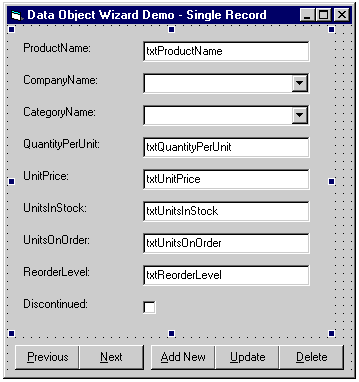 Data Object Wizard Demo - Single Record
ProductName: txtProductName
CompanyName:
CategoryName:
QuantityPerUnit: txtQuantityPerUnit
UnitPrice: txtUnitPrice
UnitsInStock: txtUnitsInStock
UnitsOnOrder: txtUnitsOnOrder
ReorderLevel: txtReorderLevel
Discontinued:
Previous Next Add New Update Delete